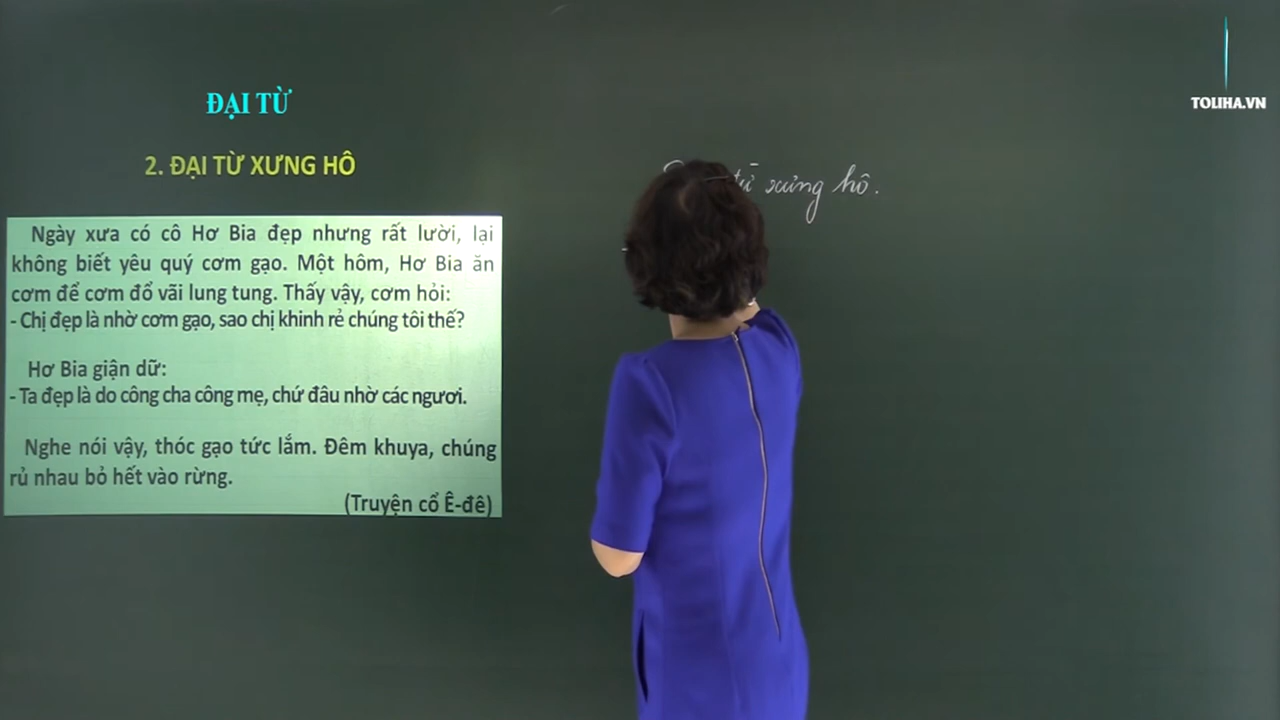 ĐẠI TỪ
2. ĐẠI TỪ XƯNG HÔ
Ngày xưa có cô Hơ Bia đẹp nhưng rất lười, lại
không biết yêu quý cơm gạo. Một hôm, Hơ Bia ăn
cơm để cơm đổ vãi lung tung. Thấy vậy, cơm hỏi:
- Chị đẹp là nhờ cơm gạo, sao chị khinh rẻ chúng tôi thế?
Hơ Bia giận dữ:
- Ta đẹp là do công cha công mẹ, chứ đâu nhờ các ngươi.
Nghe nói vậy, thóc gạo tức lắm. Đêm khuya, chúng
rủ nhau bỏ hết vào rừng.
(Truyện cổ Ê-đê)
từ xưng hô.
TOLIHA.VN